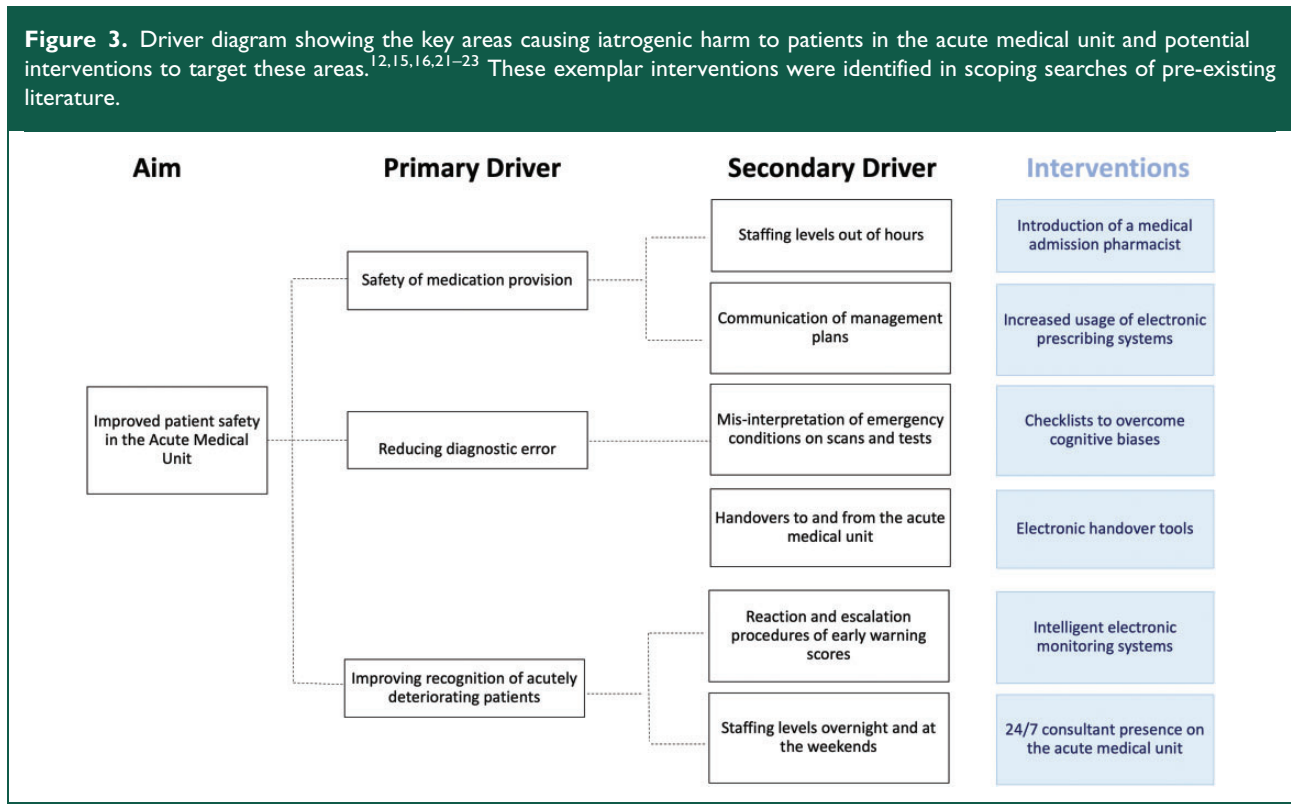 Figure 3. Driver diagram showing the key areas causing iatrogenic harm to patients in the acute medical unit and potential
interventions to target these areas.12,15,16,21–23 These exemplar interventions were identified in scoping searches of pre-existing
literature.
Aim
Primary Driver
Secondary Driver
Interventions
Improved patient safety
in the Acute Medical
Unit
Safety of medication provision
Staffing levels out of hours
Introduction of a medical
admission pharmacist
Communication of management
plans
Increased usage of electronic
prescribing systems
Reducing diagnostic error
Mis-interpretation of emergency
conditions on scans and tests
Checklists to overcome
cognitive biases
Handovers to and from the acute
medical unit
Electronic handover tools
Improving recognition of acutely
deteriorating patients
Reaction and escalation
procedures of early warning
scores
Intelligent electronic
monitoring systems
Staffing levels overnight and at
the weekends
24/7 consultant presence on
the acute medical unit